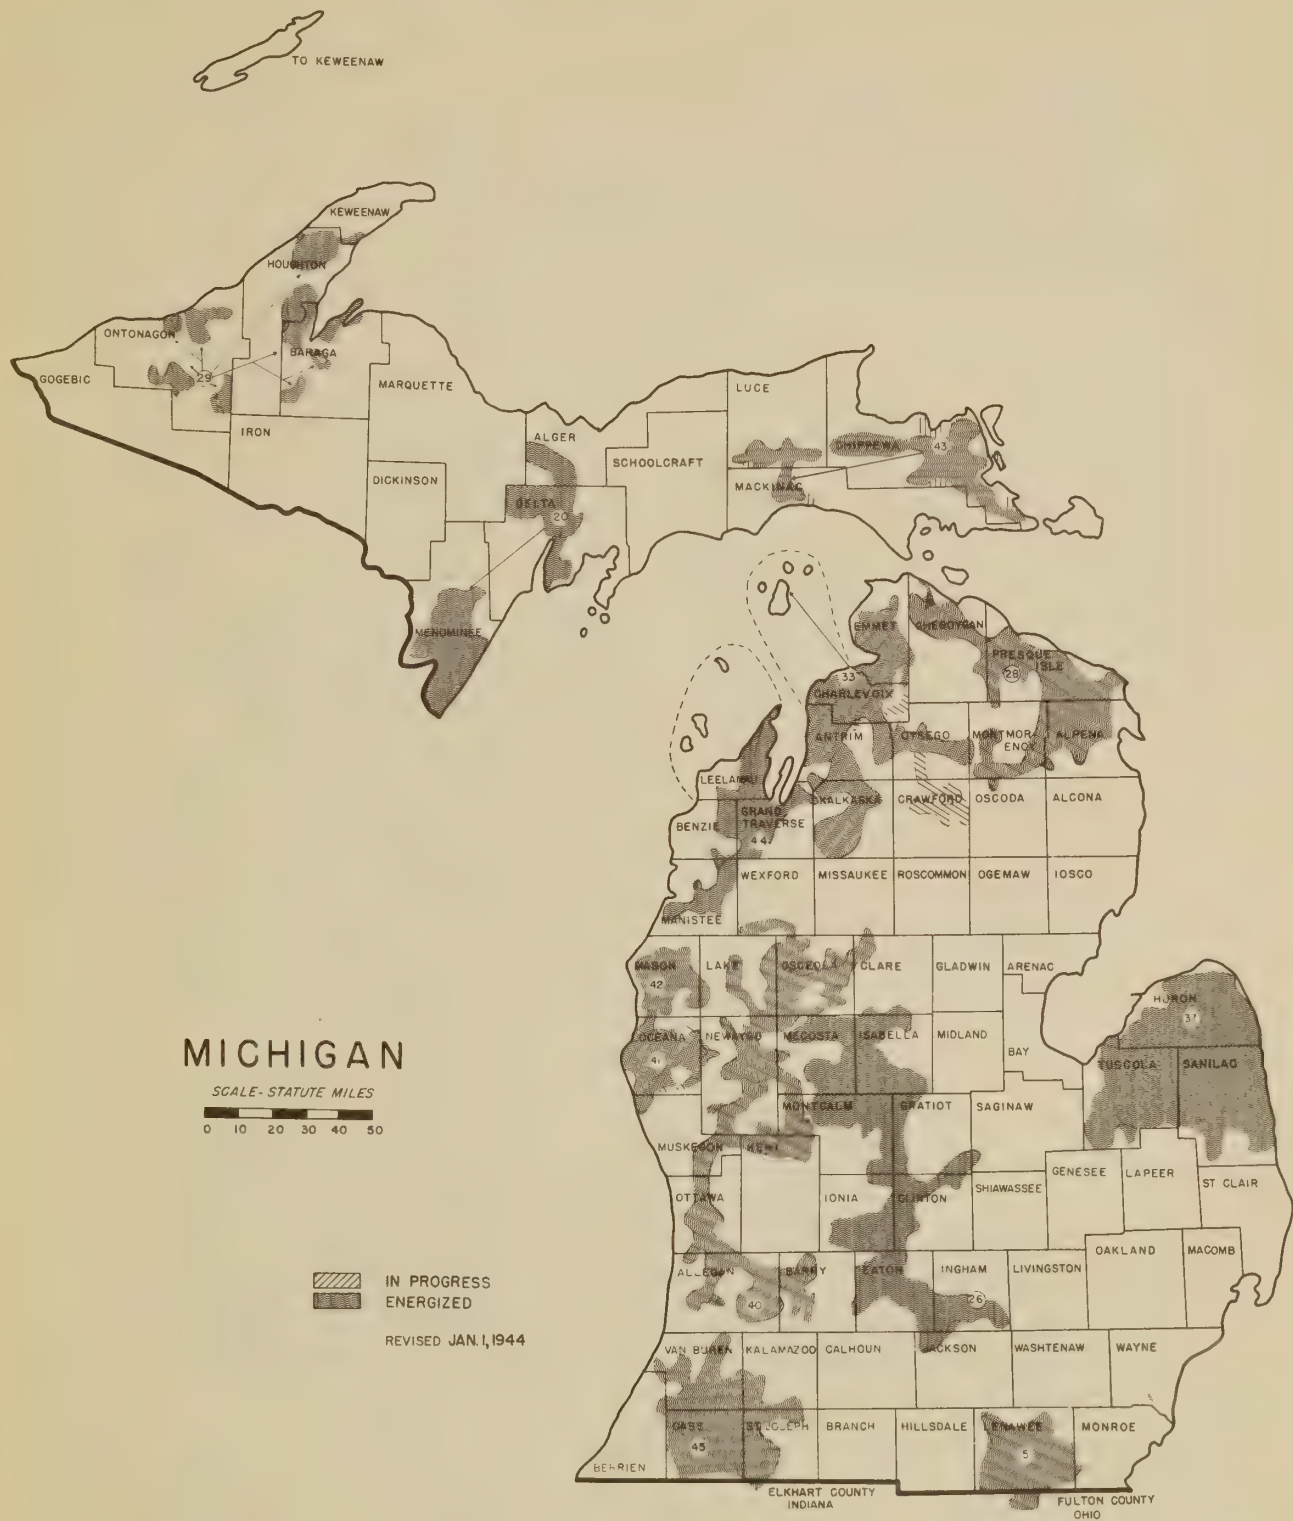 TO KEWEENAW
KEWEENAW
HOUGHTON
ONTONAGON
BARAGA
GOGEBIC
29
MARQUETTE
LUCE
IRON
ALGER
CHIPPEWA
43
SCHOOLCRAFT
DICKINSON
MACKINAC
DELTA
20
MENOMINEE
EMMET
CHEBOYGAN
PRESQUE
ISLE
33
28
CHARLEVOIX
ANTRIM
OTSEGO
MONTMOR-
ENCY
ALPENA
LEELANAU
KALKASKA
CRAWFORD
OSCODA
ALCONA
BENZIE
GRAND
TRAVERSE
44
WEXFORD
MISSAUKEE
ROSCOMMON
OGEMAW
IOSCO
MANISTEE
MASON
42
LAKE
OSCEOLA
CLARE
GLADWIN
ARENAC
HURON
37
OCEANA
41
NEWAYGO
MECOSTA
ISABELLA
MIDLAND
BAY
TUSCOLA
SANILAC
MICHIGAN
SCALE - STATUTE MILES
0 10 20 30 40 50
MONTCALM
GRATIOT
SAGINAW
MUSKEGON
KENT
GENESEE
LAPEER
ST CLAIR
OTTAWA
IONIA
CLINTON
SHIAWASSEE
OAKLAND
MACOMB
ALLEGAN
BARRY
EATON
INGHAM
LIVINGSTON
40
26
IN PROGRESS
ENERGIZED
REVISED JAN. 1, 1944
VAN BUREN
KALAMAZOO
CALHOUN
JACKSON
WASHTENAW
WAYNE
CASS
45
ST JOSEPH
BRANCH
HILLSDALE
LENAWEE
5
MONROE
BERRIEN
ELKHART COUNTY
INDIANA
FULTON COUNTY
OHIO